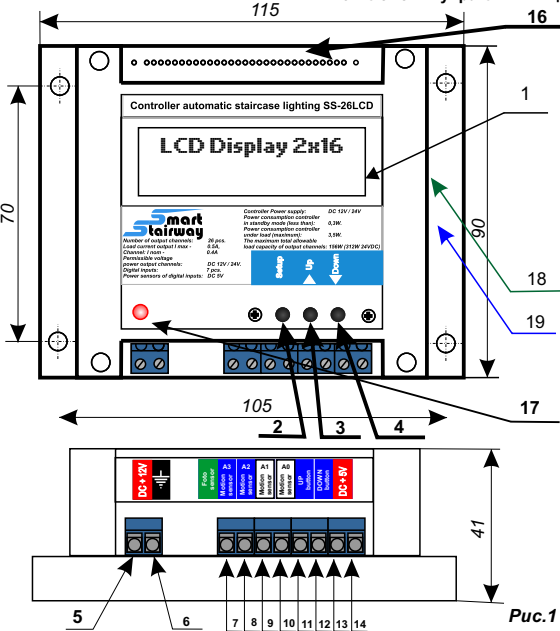 115
16
Controller automatic staircase lighting SS-26LCD
LCD Display 2x16
1
70
90
Smart
Stairway
Number of output channels: 26 pcs.
Load current output I max - 0.5A,
Channel: I nom - 0.4A
Permissible voltage
power output channels: DC 12V / 24V.
Digital inputs: 7 pcs.
Power sensors of digital inputs: DC 5V
Controller Power supply: DC 12V / 24V
Power consumption controller
in standby mode (less than): 0,3W.
Power consumption controller
under load (maximum): 3,5W.
The maximum total allowable
load capacity of output channels: 156W (312W 24VDC)
Setup
Up
Down
18
19
105
2
3
4
17
DC + 12V
Foto sensor
A3 Motion sensor
A2 Motion sensor
A1 Motion sensor
A0 Motion sensor
UP button
DOWN button
DC + 5V
41
5
6
7
8
9
10
11
12
13
14
Рис.1